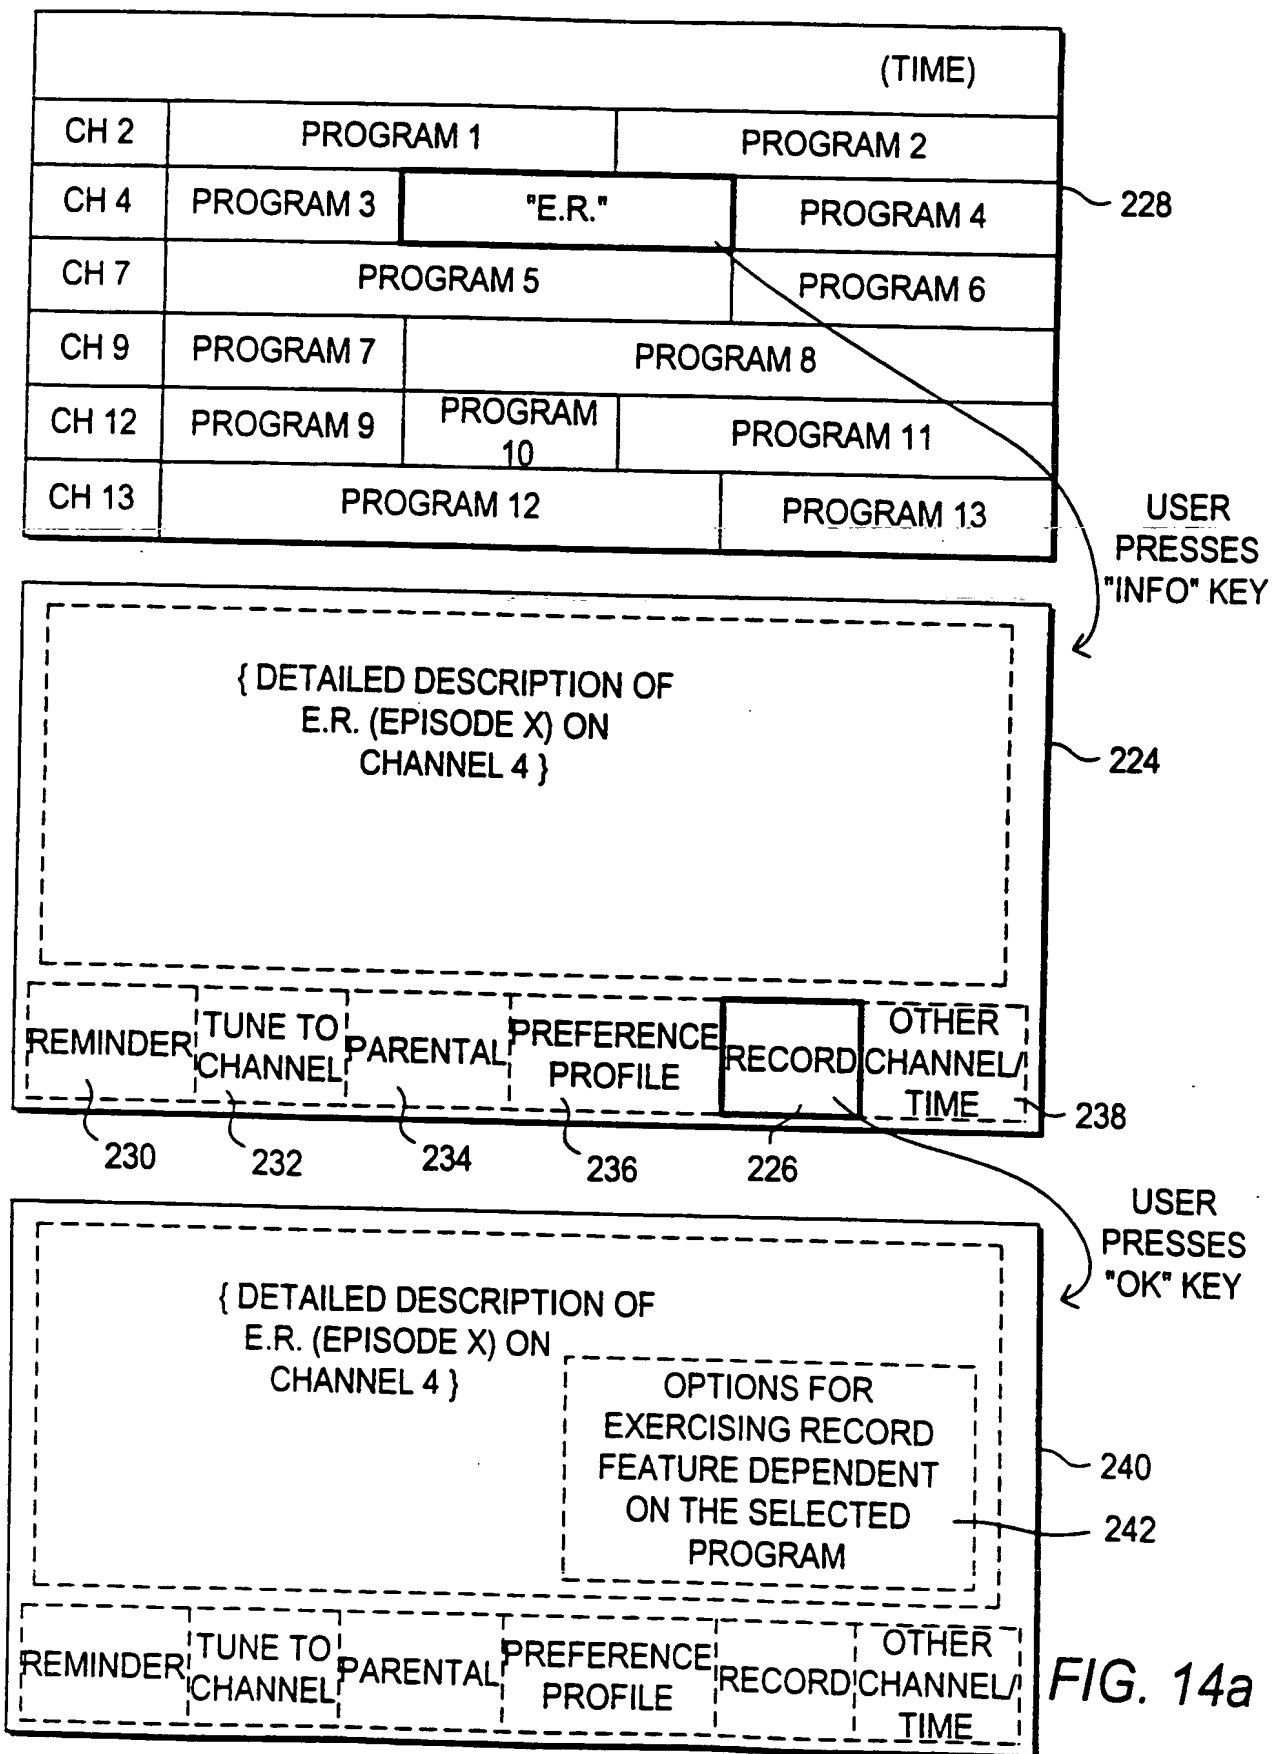 (TIME)
CH 2 PROGRAM 1 PROGRAM 2
CH 4 PROGRAM 3 "E.R." PROGRAM 4
228
CH 7 PROGRAM 5 PROGRAM 6
CH 9 PROGRAM 7 PROGRAM 8
CH 12 PROGRAM 9 PROGRAM
10 PROGRAM 11
CH 13 PROGRAM 12 PROGRAM 13
USER
PRESSES
"INFO" KEY
{ DETAILED DESCRIPTION OF
E.R. (EPISODE X) ON
CHANNEL 4 }
224
REMINDER
TUNE TO
CHANNEL
PARENTAL
PREFERENCE
PROFILE
RECORD
OTHER
CHANNEL/
TIME
230
232
234
236
226
238
USER
PRESSES
"OK" KEY
{ DETAILED DESCRIPTION OF
E.R. (EPISODE X) ON
CHANNEL 4 }
OPTIONS FOR
EXERCISING RECORD
FEATURE DEPENDENT
ON THE SELECTED
PROGRAM
240
242
REMINDER
TUNE TO
CHANNEL
PARENTAL
PREFERENCE
PROFILE
RECORD
OTHER
CHANNEL/
TIME
FIG. 14a